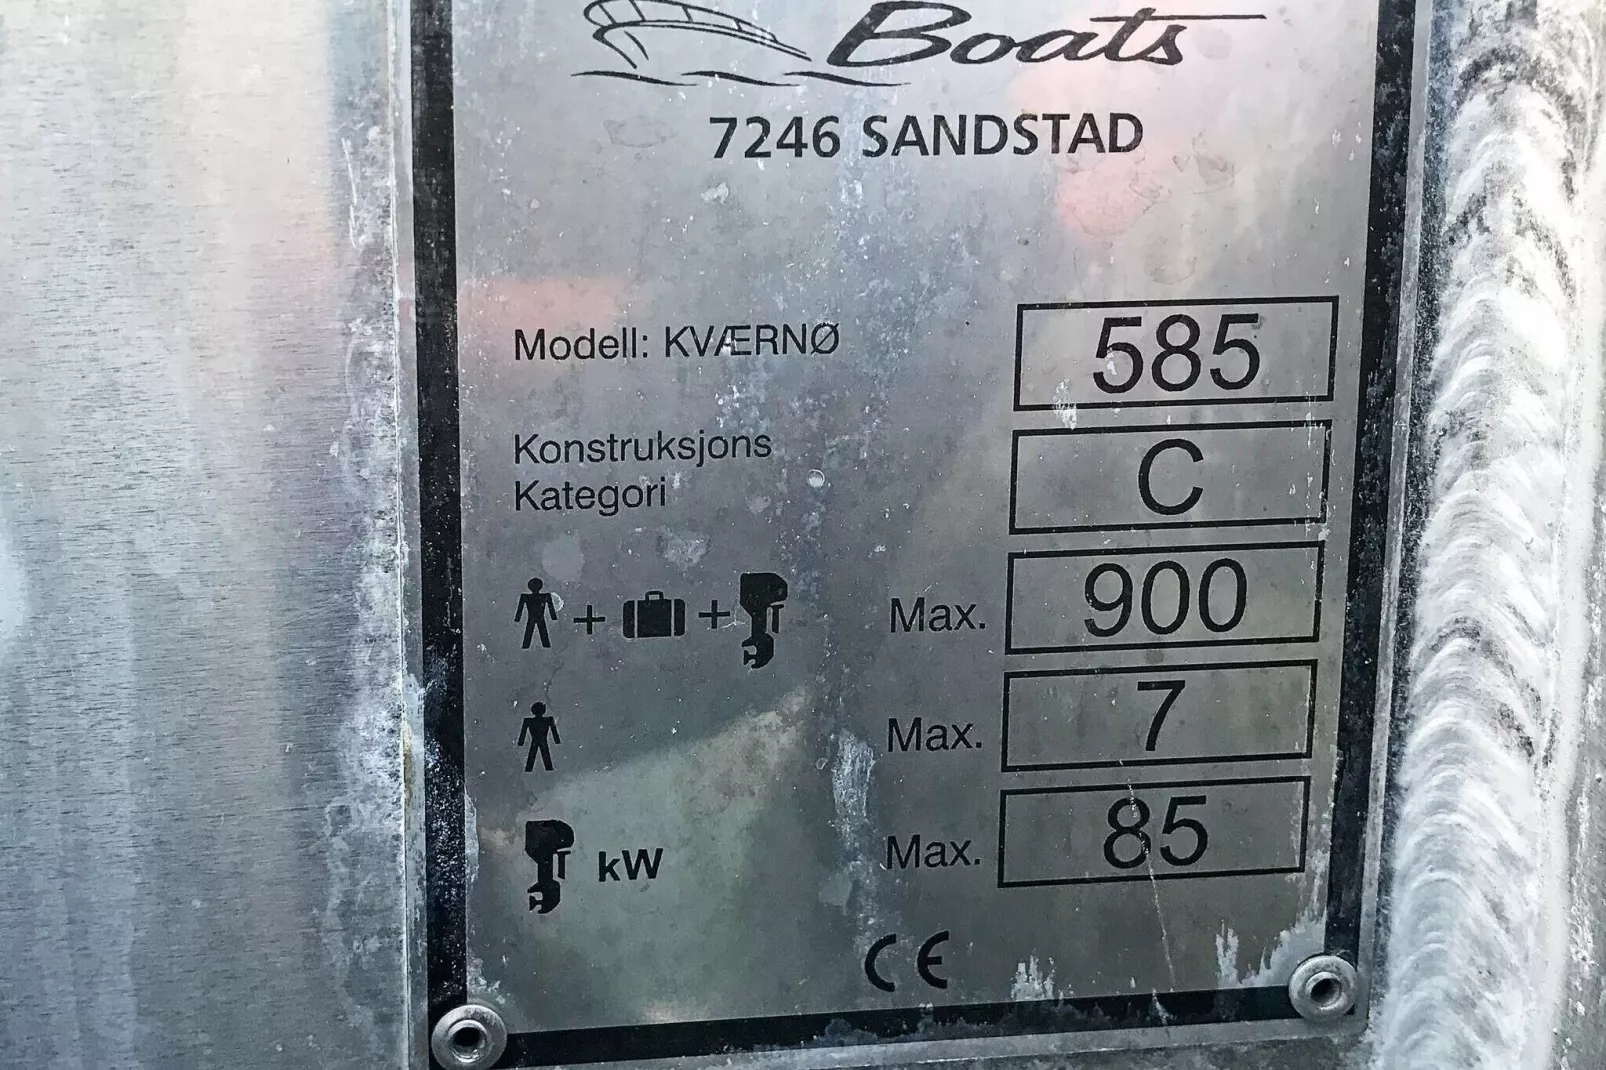 Boats
7246 SANDSTAD
Modell: KVÆRNØ 585
Konstruksjons
Kategori C
+ + Max. 900
Max. 7
kW Max. 85
CE